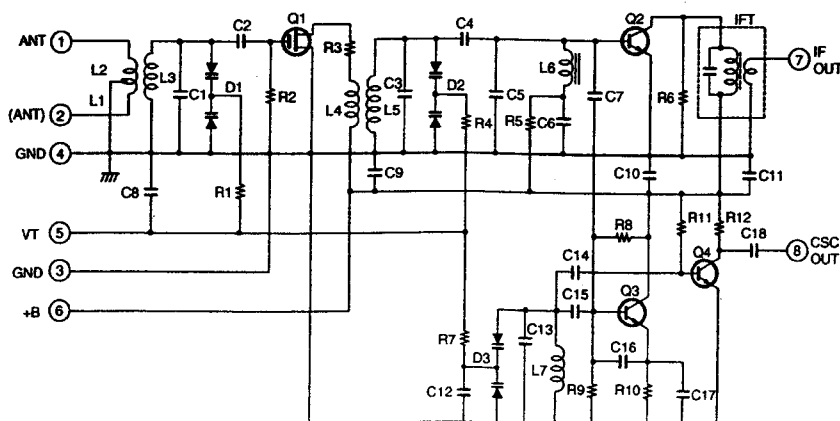 Q1
C2
C4
Q2
IFT
ANT 1
R3
L2
L3
L6
7 IF OUT
D1
C3
D2
L1
C1
R2
L4
L5
C5
C7
R6
(ANT) 2
R4
R5
C6
GND 4
C8
R1
C9
C10
C11
R11
R12
VT 5
R8
C18
8 CSC OUT
GND 3
C14
Q4
+B 6
C15
Q3
R7
D3
C13
L7
C16
C12
R9
R10
C17